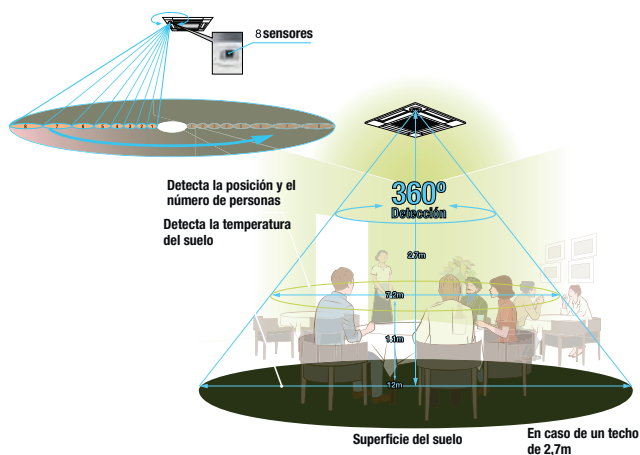 8 sensores
Detecta la posición y el
número de personas
Detecta la temperatura
del suelo
360º
Detección
2.7m
7.2m
1.1m
12m
Superficie del suelo
En caso de un techo
de 2,7m